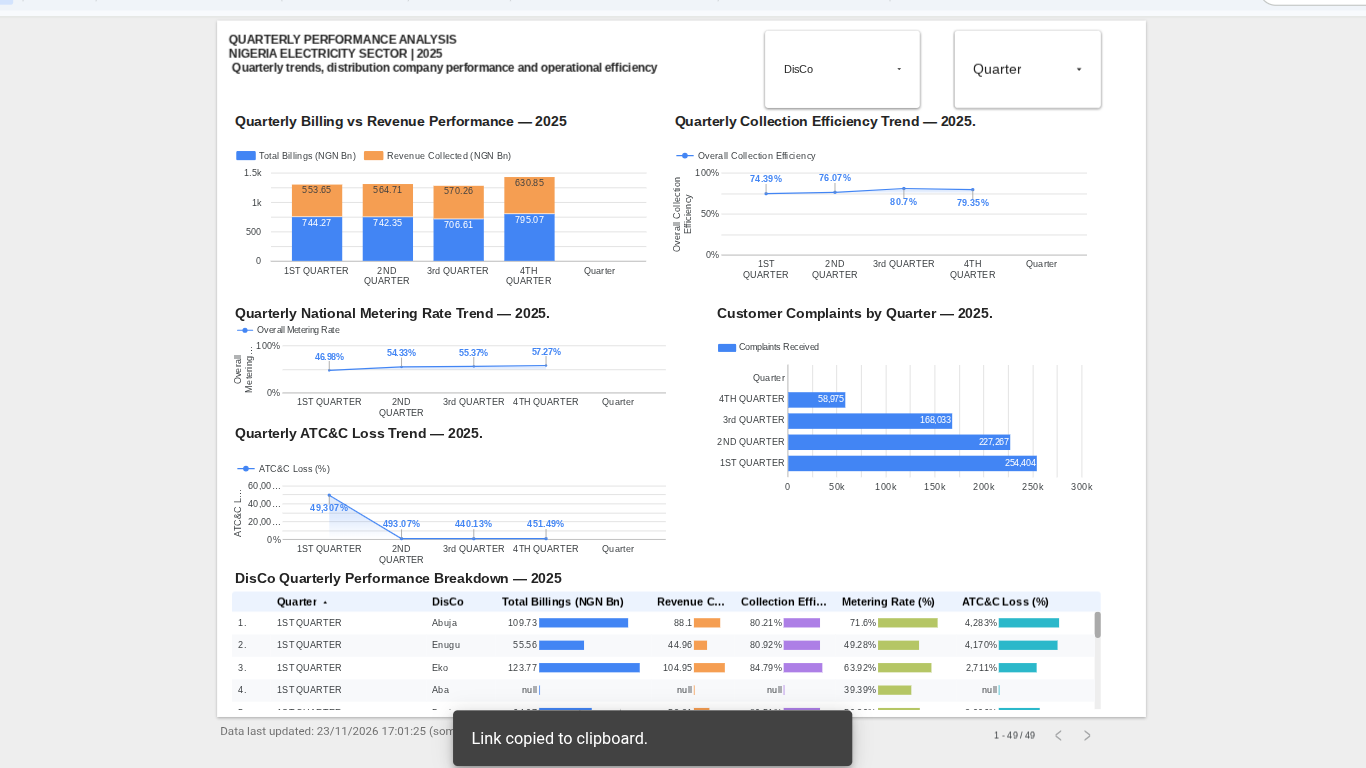 QUARTERLY PERFORMANCE ANALYSIS
NIGERIA ELECTRICITY SECTOR | 2025
Quarterly trends, distribution company performance and operational efficiency
DisCo
Quarter
Quarterly Billing vs Revenue Performance — 2025
Total Billings (NGN Bn) Revenue Collected (NGN Bn)
1.5k
1k
500
0
553.65 564.71 570.26 630.85
744.27 742.35 706.61 795.07
1ST QUARTER 2ND QUARTER 3rd QUARTER 4TH QUARTER Quarter
Quarterly Collection Efficiency Trend — 2025.
Overall Collection Efficiency
Overall Collection Efficiency
100%
50%
0%
74.39% 76.07% 80.7% 79.35%
1ST QUARTER 2ND QUARTER 3rd QUARTER 4TH QUARTER Quarter
Quarterly National Metering Rate Trend — 2025.
Overall Metering Rate
Overall Metering…
100%
0%
46.98% 54.33% 55.37% 57.27%
1ST QUARTER 2ND QUARTER 3rd QUARTER 4TH QUARTER Quarter
Customer Complaints by Quarter — 2025.
Complaints Received
Quarter
4TH QUARTER 58,975
3rd QUARTER 168,033
2ND QUARTER 227,267
1ST QUARTER 254,404
0 50k 100k 150k 200k 250k 300k
Quarterly ATC&C Loss Trend — 2025.
ATC&C Loss (%)
ATC&C L…
60,00…
40,00…
20,00…
0%
49,307% 493.07% 440.13% 451.49%
1ST QUARTER 2ND QUARTER 3rd QUARTER 4TH QUARTER Quarter
DisCo Quarterly Performance Breakdown — 2025
Quarter DisCo Total Billings (NGN Bn) Revenue C… Collection Effi… Metering Rate (%) ATC&C Loss (%)
1. 1ST QUARTER Abuja 109.73 88.1 80.21% 71.6% 4,283%
2. 1ST QUARTER Enugu 55.56 44.96 80.92% 49.28% 4,170%
3. 1ST QUARTER Eko 123.77 104.95 84.79% 63.92% 2,711%
4. 1ST QUARTER Aba null null null 39.39% null
Data last updated: 23/11/2026 17:01:25 (som
Link copied to clipboard.
1 - 49 / 49